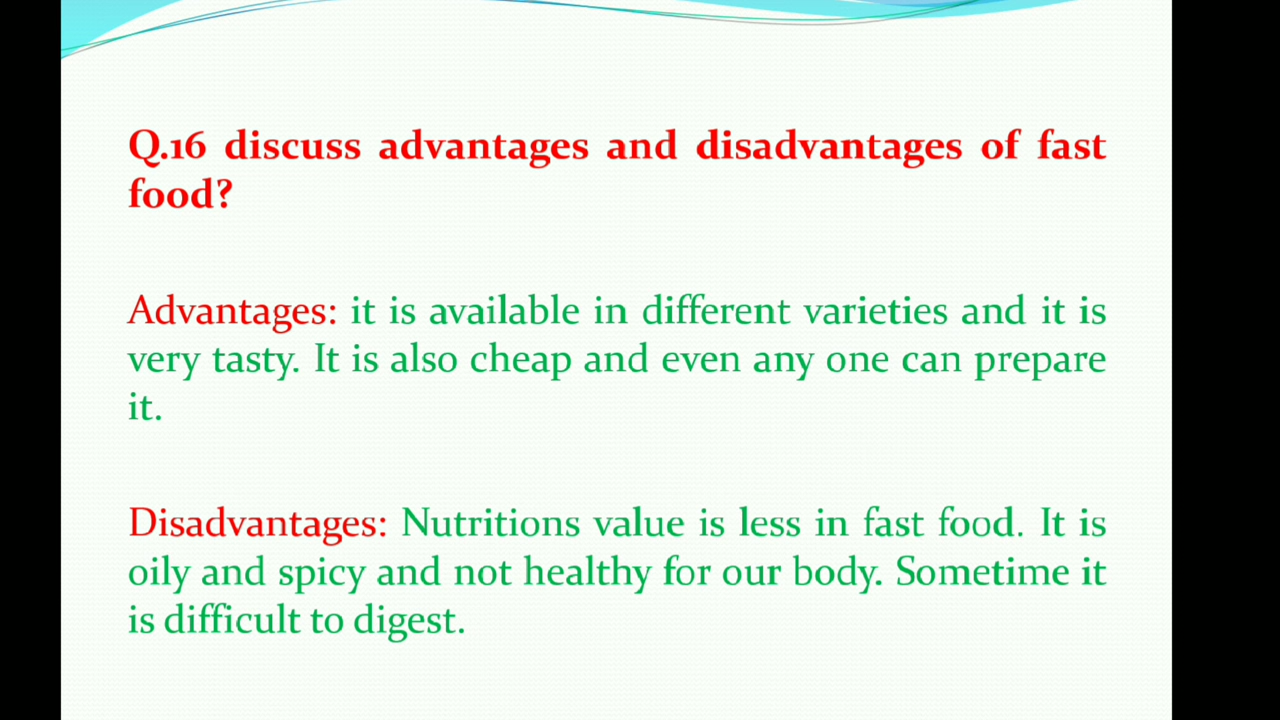 Q.16 discuss advantages and disadvantages of fast
food?
Advantages: it is available in different varieties and it is
very tasty. It is also cheap and even any one can prepare
it.
Disadvantages: Nutritions value is less in fast food. It is
oily and spicy and not healthy for our body. Sometime it
is difficult to digest.